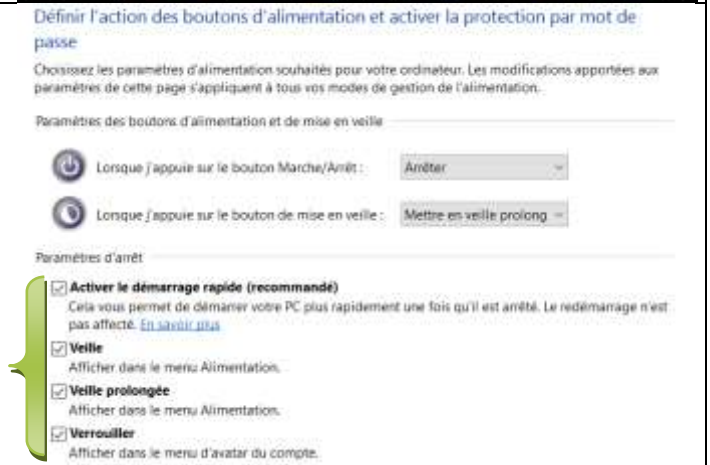 Définir l'action des boutons d'alimentation et activer la protection par mot de
passe
Choisissez les paramètres d'alimentation souhaités pour votre ordinateur. Les modifications apportées aux
paramètres de cette page s'appliquent à tous vos modes de gestion de l'alimentation.
Paramètres des boutons d'alimentation et de mise en veille
Lorsque j'appuie sur le bouton Marche/Arrêt : Arrêter
Lorsque j'appuie sur le bouton de mise en veille : Mettre en veille prolong
Paramètres d'arrêt
Activer le démarrage rapide (recommandé)
Cela vous permet de démarrer votre PC plus rapidement une fois qu'il est arrêté. Le redémarrage n'est
pas affecté. En savoir plus
Veille
Afficher dans le menu Alimentation.
Veille prolongée
Afficher dans le menu Alimentation.
Verrouiller
Afficher dans le menu d'avatar du compte.